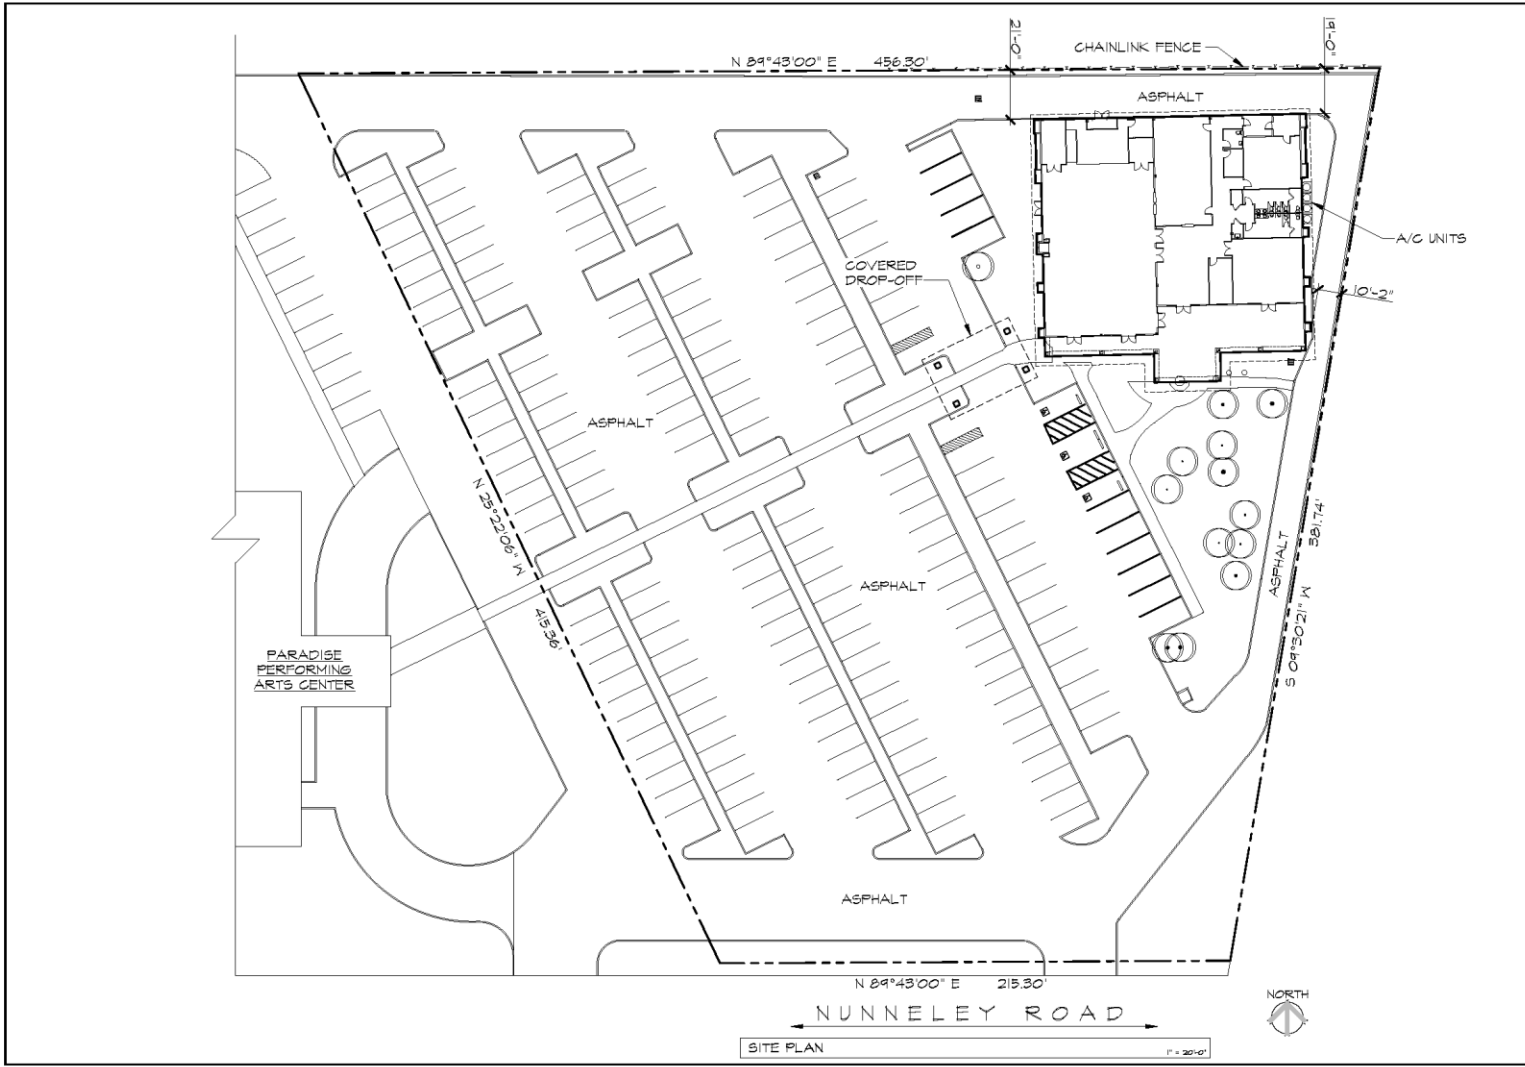 21'-0"
19'-0"
CHAINLINK FENCE
N 89°43'00" E 456.30'
ASPHALT
A/C UNITS
COVERED
DROP-OFF
10'-2"
ASPHALT
N 25°22'06" W
415.36'
381.74'
S 09°30'21" W
ASPHALT
ASPHALT
PARADISE
PERFORMING
ARTS CENTER
ASPHALT
N 89°43'00" E 215.30'
NUNNELEY ROAD
NORTH
SITE PLAN
1" = 20'-0"